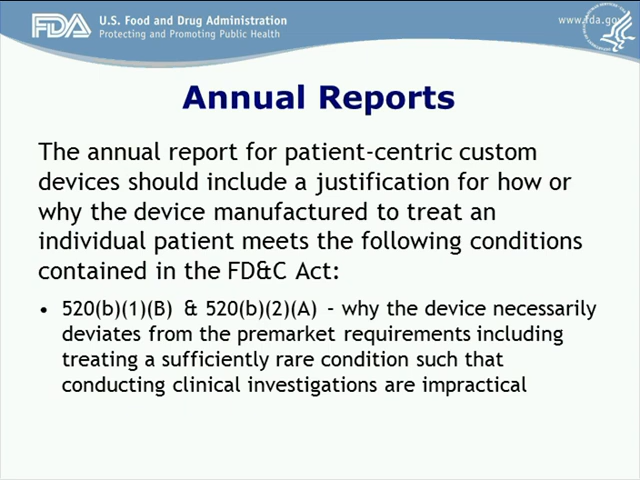 FDA
U.S. Food and Drug Administration
Protecting and Promoting Public Health
www.fda.gov
Annual Reports
The annual report for patient-centric custom
devices should include a justification for how or
why the device manufactured to treat an
individual patient meets the following conditions
contained in the FD&C Act:
• 520(b)(1)(B) & 520(b)(2)(A) – why the device necessarily
deviates from the premarket requirements including
treating a sufficiently rare condition such that
conducting clinical investigations are impractical